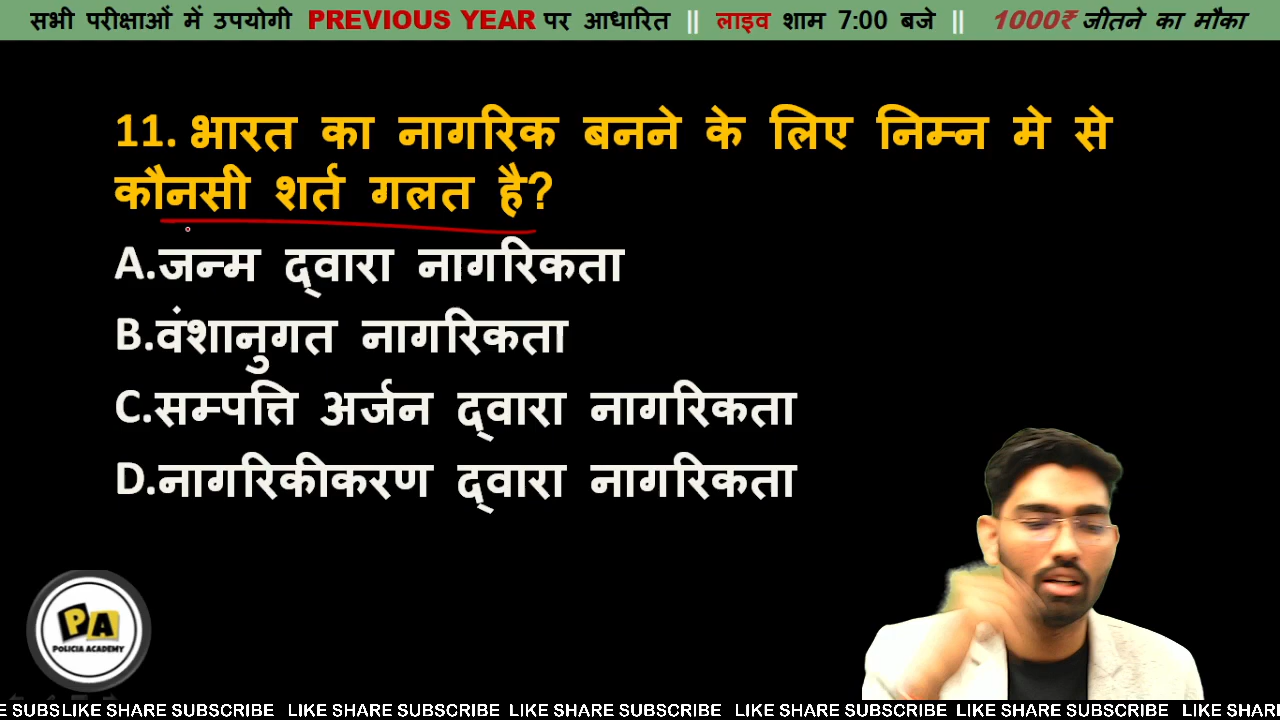 सभी परीक्षाओं में उपयोगी PREVIOUS YEAR पर आधारित || लाइव शाम 7:00 बजे || 1000₹ जीतने का मौका
11. भारत का नागरिक बनने के लिए निम्न मे से
कौनसी शर्त गलत है?
A.जन्म द्वारा नागरिकता
B.वंशानुगत नागरिकता
C.सम्पत्ति अर्जन द्वारा नागरिकता
D.नागरिकीकरण द्वारा नागरिकता
PA
POLICIA ACADEMY
E SUBSLIKE SHARE SUBSCRIBE LIKE SHARE SUBSCRIBE LIKE SHARE SUBSCRIBE LIKE SHARE SUBSCRIBE LIKE SHARE SUBSCRIBE LIKE SHAR